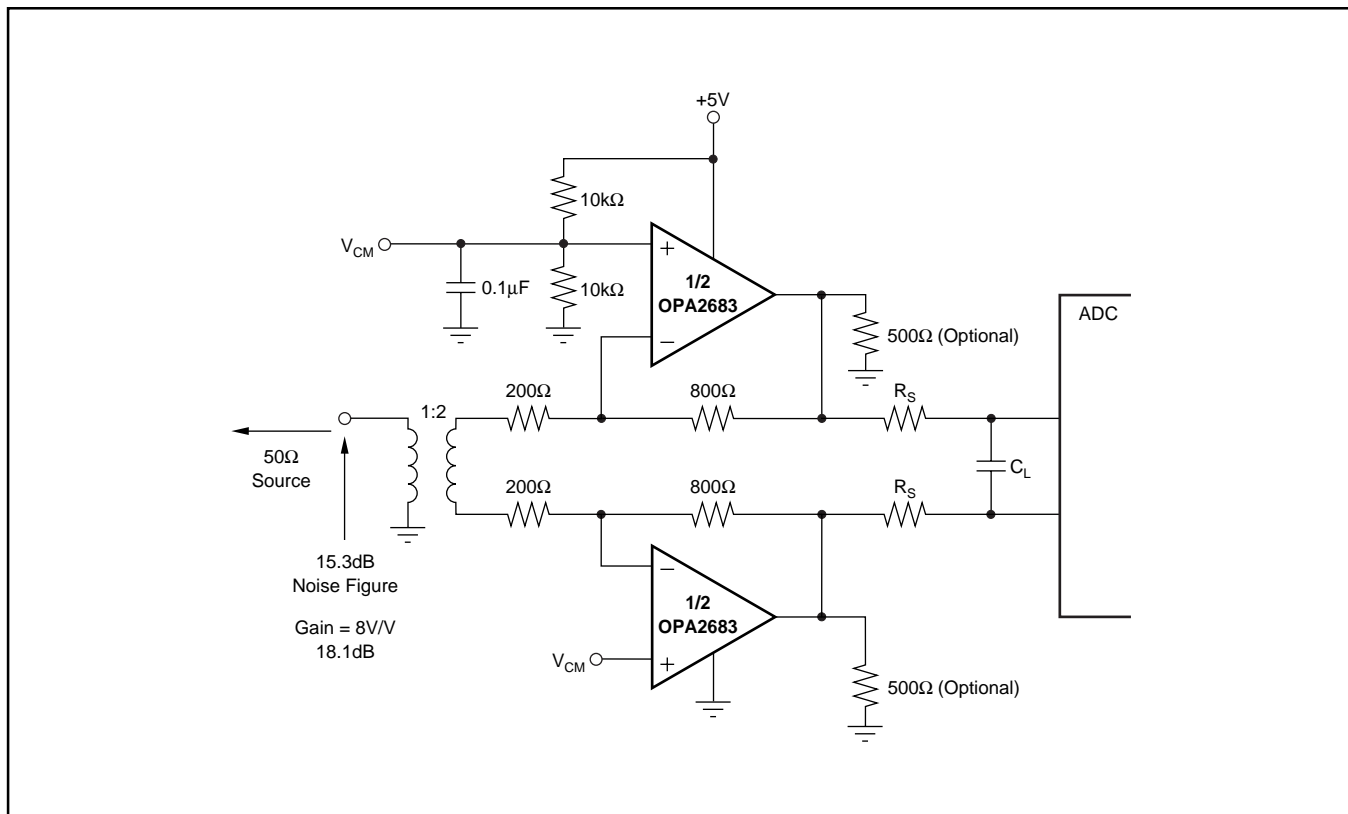 +5V
10kΩ
V_CM
+
0.1µF
10kΩ
1/2
OPA2683
ADC
−
500Ω (Optional)
200Ω
800Ω
R_S
1:2
50Ω
Source
C_L
200Ω
800Ω
R_S
15.3dB
Noise Figure
−
1/2
OPA2683
Gain = 8V/V
18.1dB
V_CM
+
500Ω (Optional)